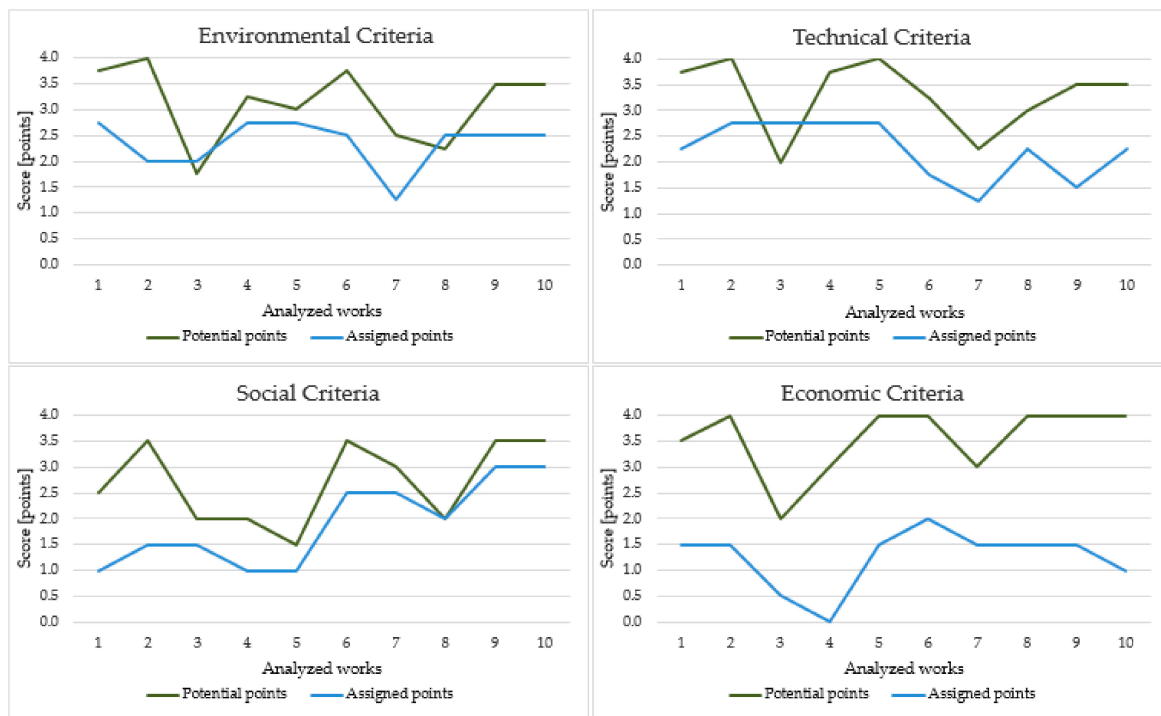 Environmental Criteria
Score [points]
4.0
3.5
3.0
2.5
2.0
1.5
1.0
0.5
0.0
1 2 3 4 5 6 7 8 9 10
Analyzed works
Potential points Assigned points
Technical Criteria
Score [points]
4.0
3.5
3.0
2.5
2.0
1.5
1.0
0.5
0.0
1 2 3 4 5 6 7 8 9 10
Analyzed works
Potential points Assigned points
Social Criteria
Score [points]
4.0
3.5
3.0
2.5
2.0
1.5
1.0
0.5
0.0
1 2 3 4 5 6 7 8 9 10
Analyzed works
Potential points Assigned points
Economic Criteria
Score [points]
4.0
3.5
3.0
2.5
2.0
1.5
1.0
0.5
0.0
1 2 3 4 5 6 7 8 9 10
Analyzed works
Potential points Assigned points